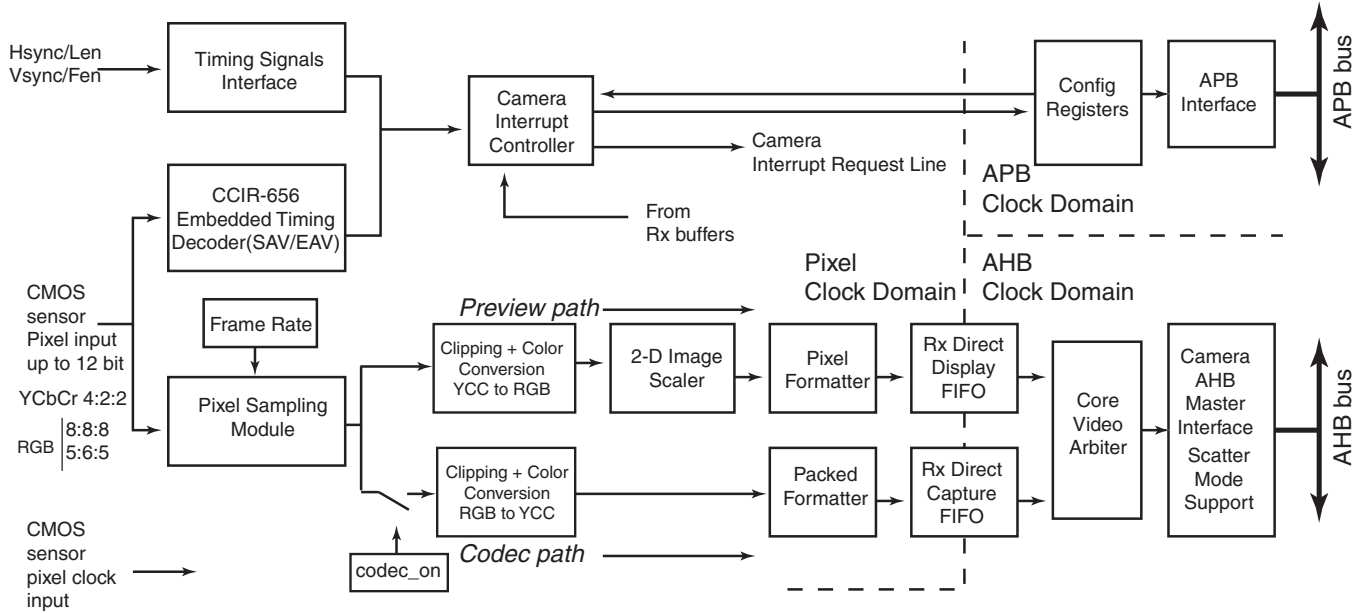 Hsync/Len
Vsync/Fen
Timing Signals
Interface
CCIR-656
Embedded Timing
Decoder(SAV/EAV)
Camera
Interrupt
Controller
Camera
Interrupt Request Line
From
Rx buffers
Config
Registers
APB
Interface
APB bus
APB
Clock Domain
Pixel
Clock Domain
AHB
Clock Domain
CMOS
sensor
Pixel input
up to 12 bit
YCbCr 4:2:2
RGB
8:8:8
5:6:5
Frame Rate
Pixel Sampling
Module
Preview path
Clipping + Color
Conversion
YCC to RGB
2-D Image
Scaler
Pixel
Formatter
Rx Direct
Display
FIFO
Clipping + Color
Conversion
RGB to YCC
Packed
Formatter
Rx Direct
Capture
FIFO
Core
Video
Arbiter
Camera
AHB
Master
Interface
Scatter
Mode
Support
AHB bus
Codec path
codec_on
CMOS
sensor
pixel clock
input